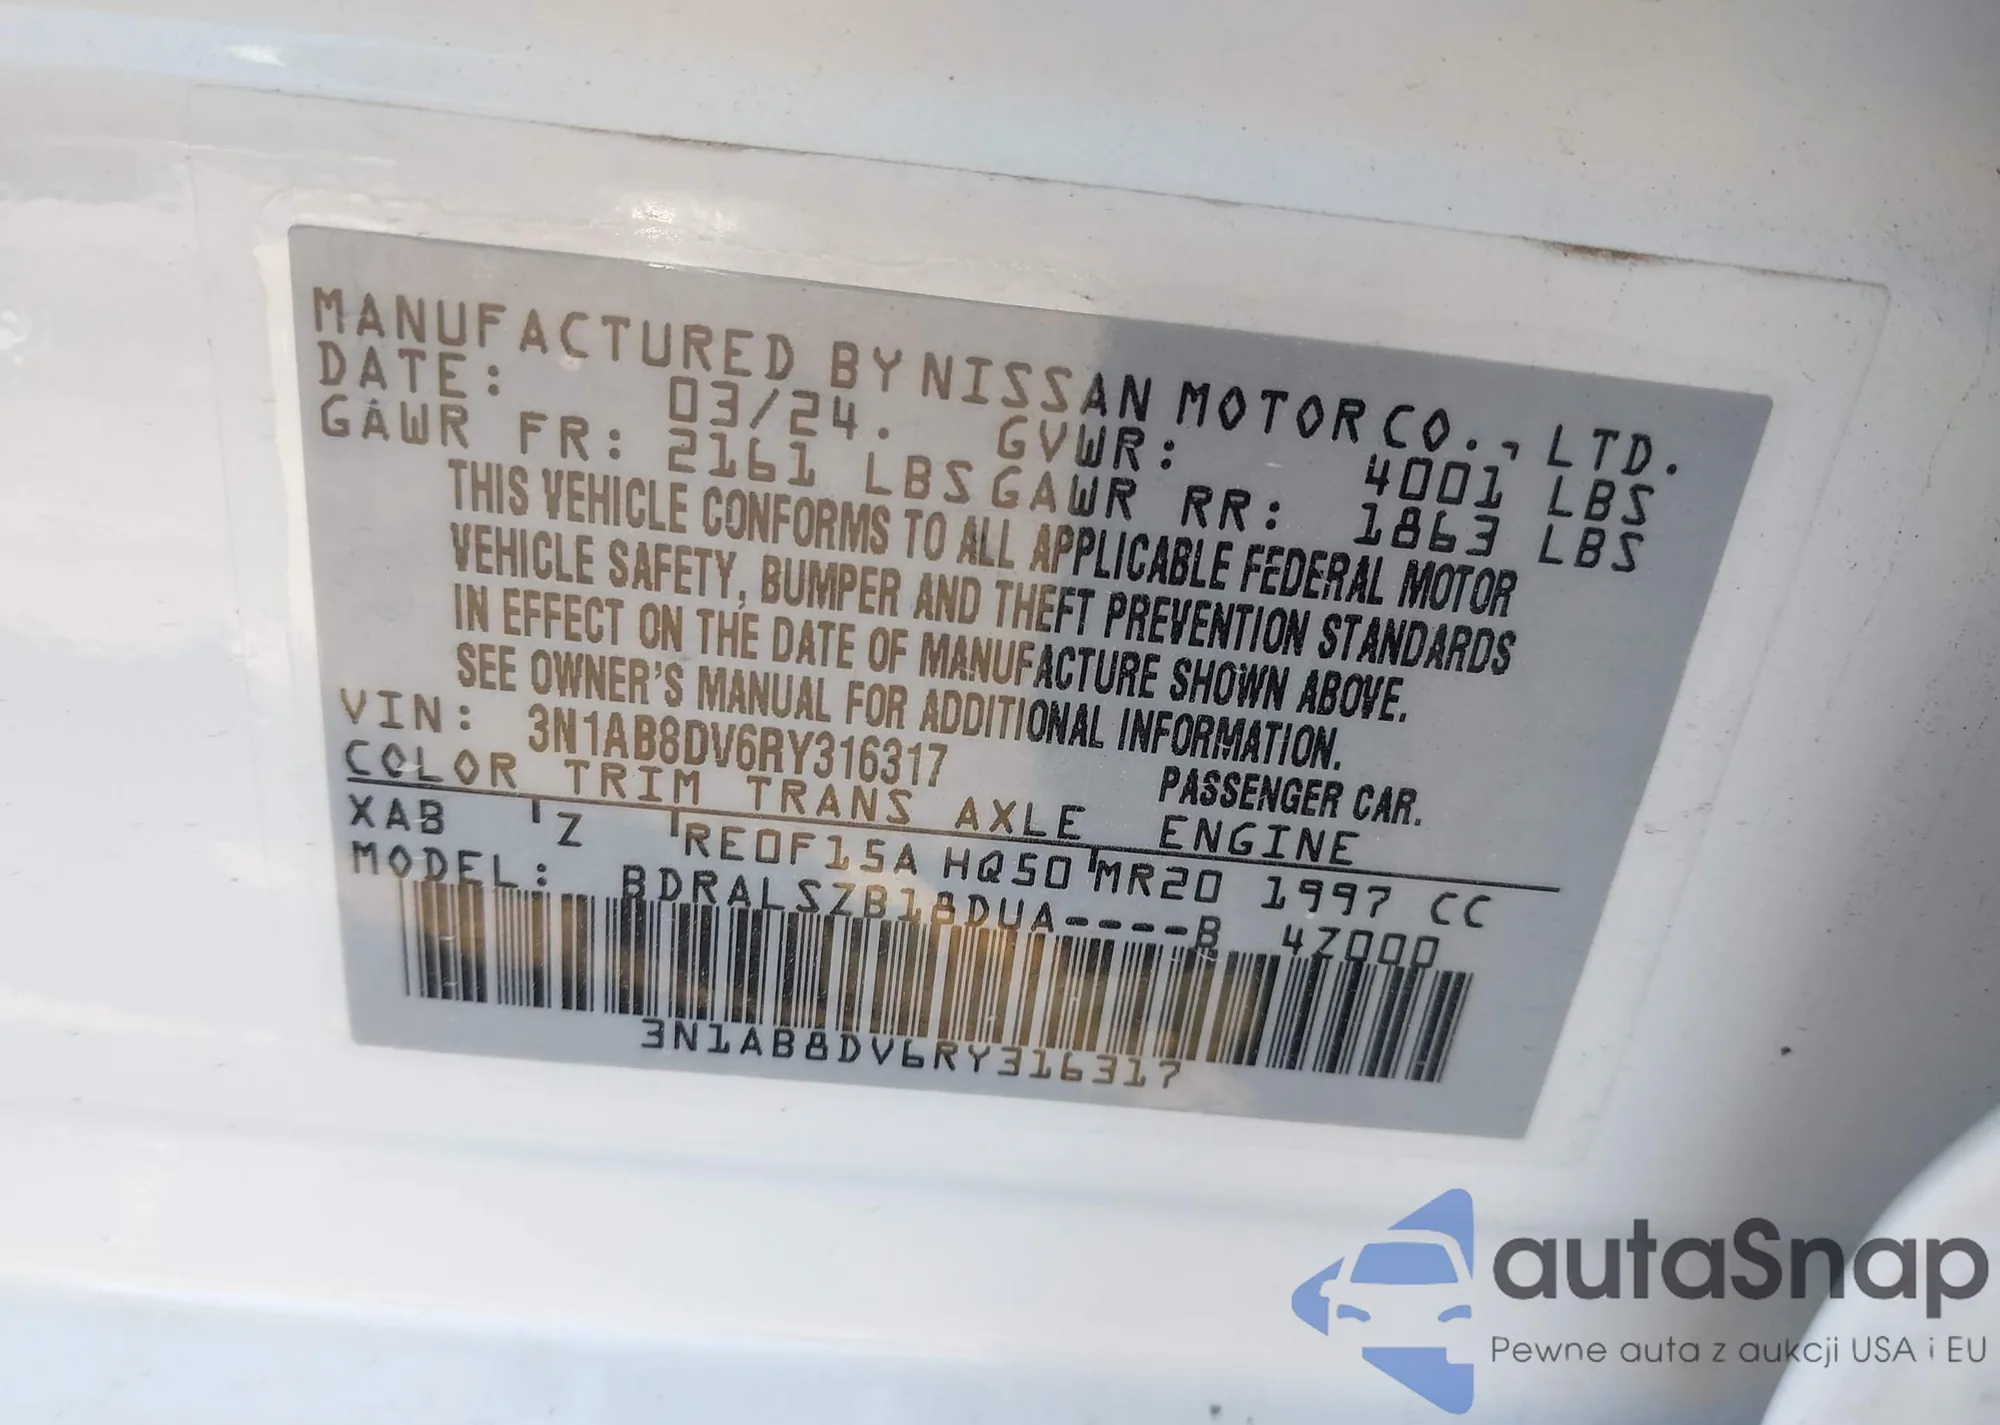 MANUFACTURED BY NISSAN MOTOR CO., LTD.
DATE: 03/24. GVWR: 4001 LBS
GAWR FR: 2161 LBS GAWR RR: 1863 LBS
THIS VEHICLE CONFORMS TO ALL APPLICABLE FEDERAL MOTOR
VEHICLE SAFETY, BUMPER AND THEFT PREVENTION STANDARDS
IN EFFECT ON THE DATE OF MANUFACTURE SHOWN ABOVE.
SEE OWNER'S MANUAL FOR ADDITIONAL INFORMATION.
VIN: 3N1AB8DV6RY316317 PASSENGER CAR.
COLOR TRIM TRANS AXLE ENGINE
XAB Z RE0F15A HQ50 MR20 1997 CC
MODEL: BDRALSZB18DUA----B 4Z000
3N1AB8DV6RY316317
autaSnap
Pewne auta z aukcji USA i EU